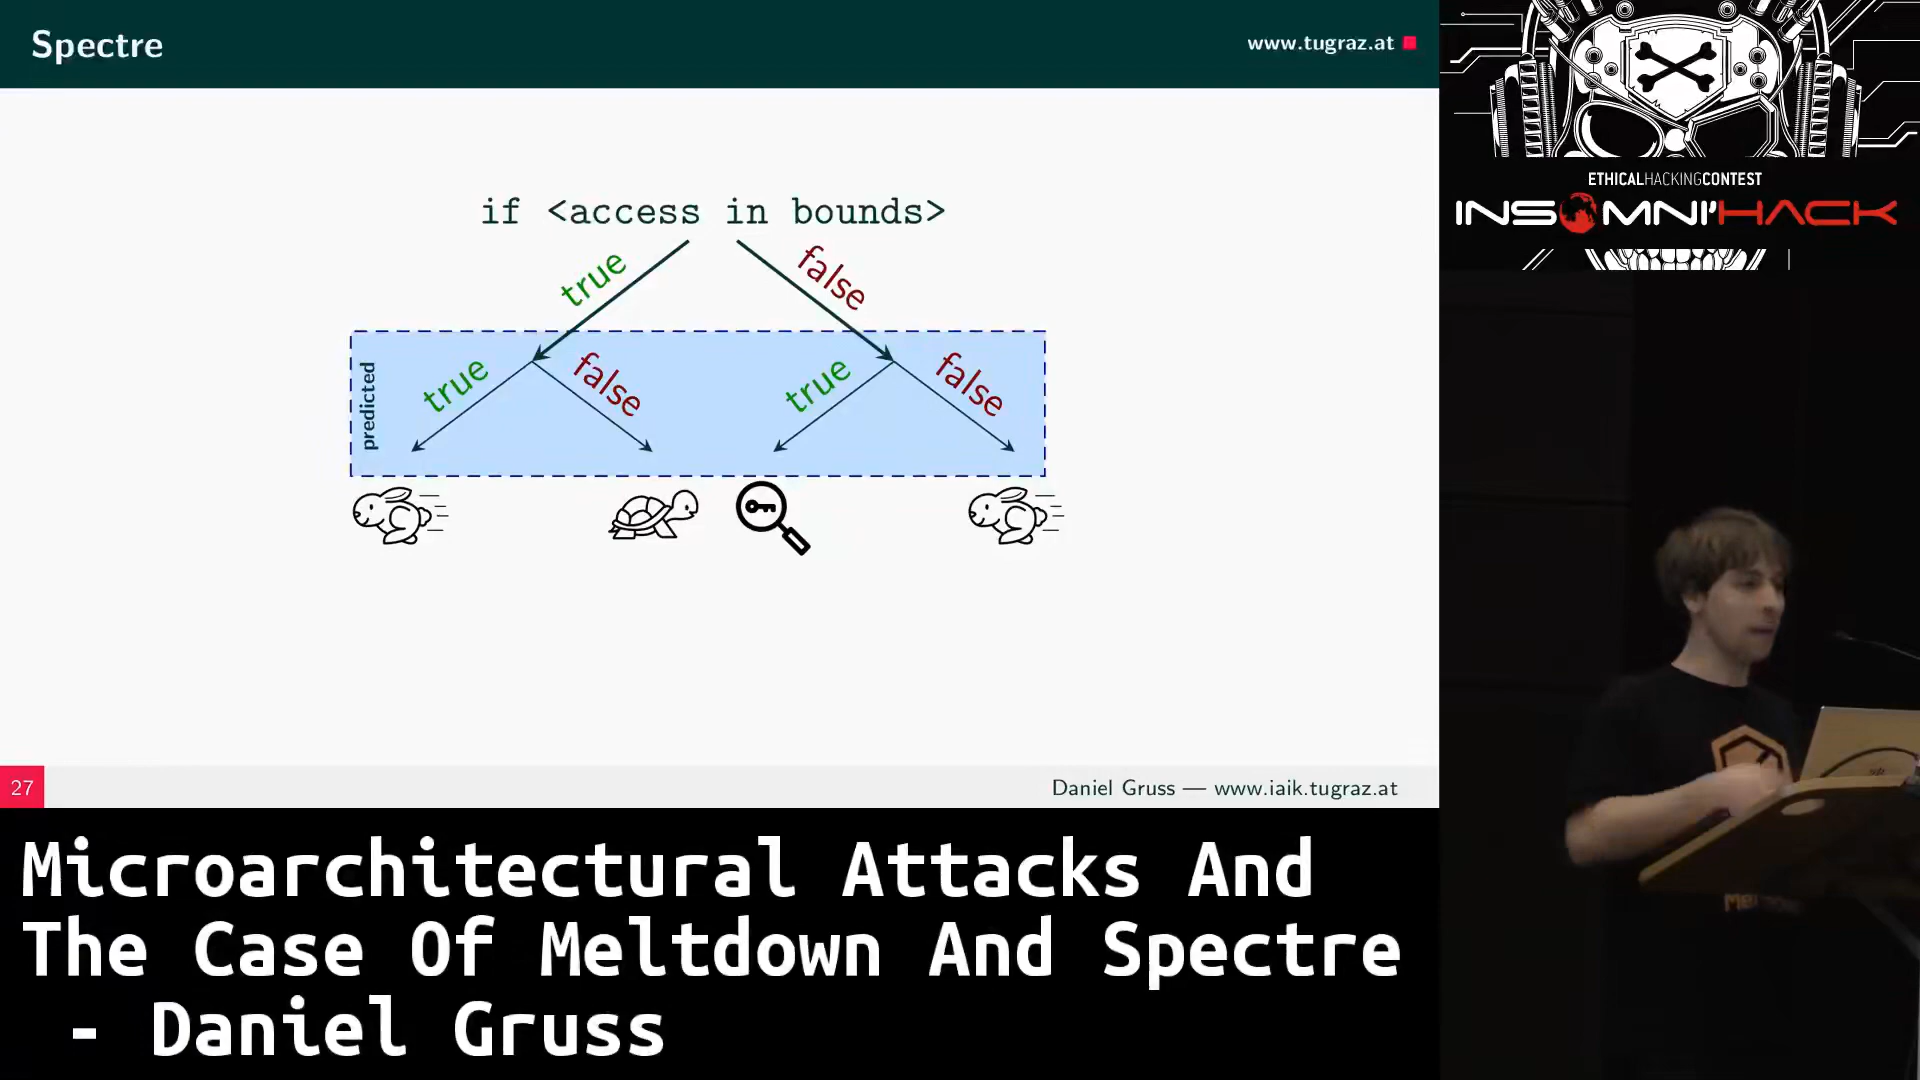 Spectre
www.tugraz.at
if <access in bounds>
true
false
predicted
true
false
true
false
27
Daniel Gruss — www.iaik.tugraz.at
ETHICALHACKINGCONTEST
INSOMNI'HACK
Microarchitectural Attacks And
The Case Of Meltdown And Spectre
- Daniel Gruss